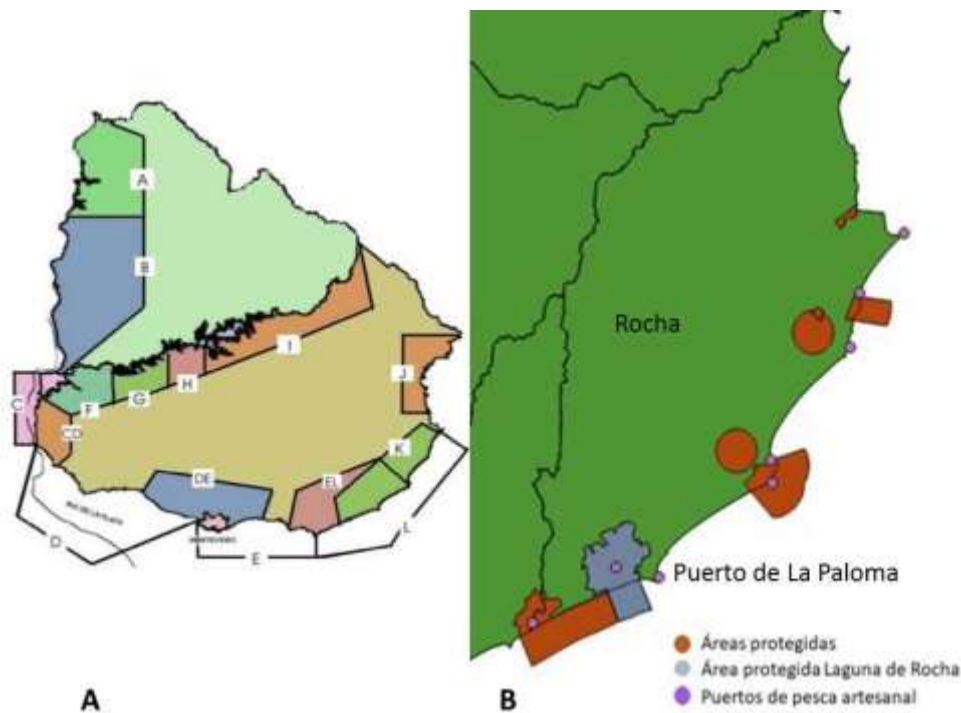 A
B
I
J
H
G
F
C
CD
K
DE
EL
L
D
E
A
Rocha
Puerto de La Paloma
Áreas protegidas
Área protegida Laguna de Rocha
Puertos de pesca artesanal
B